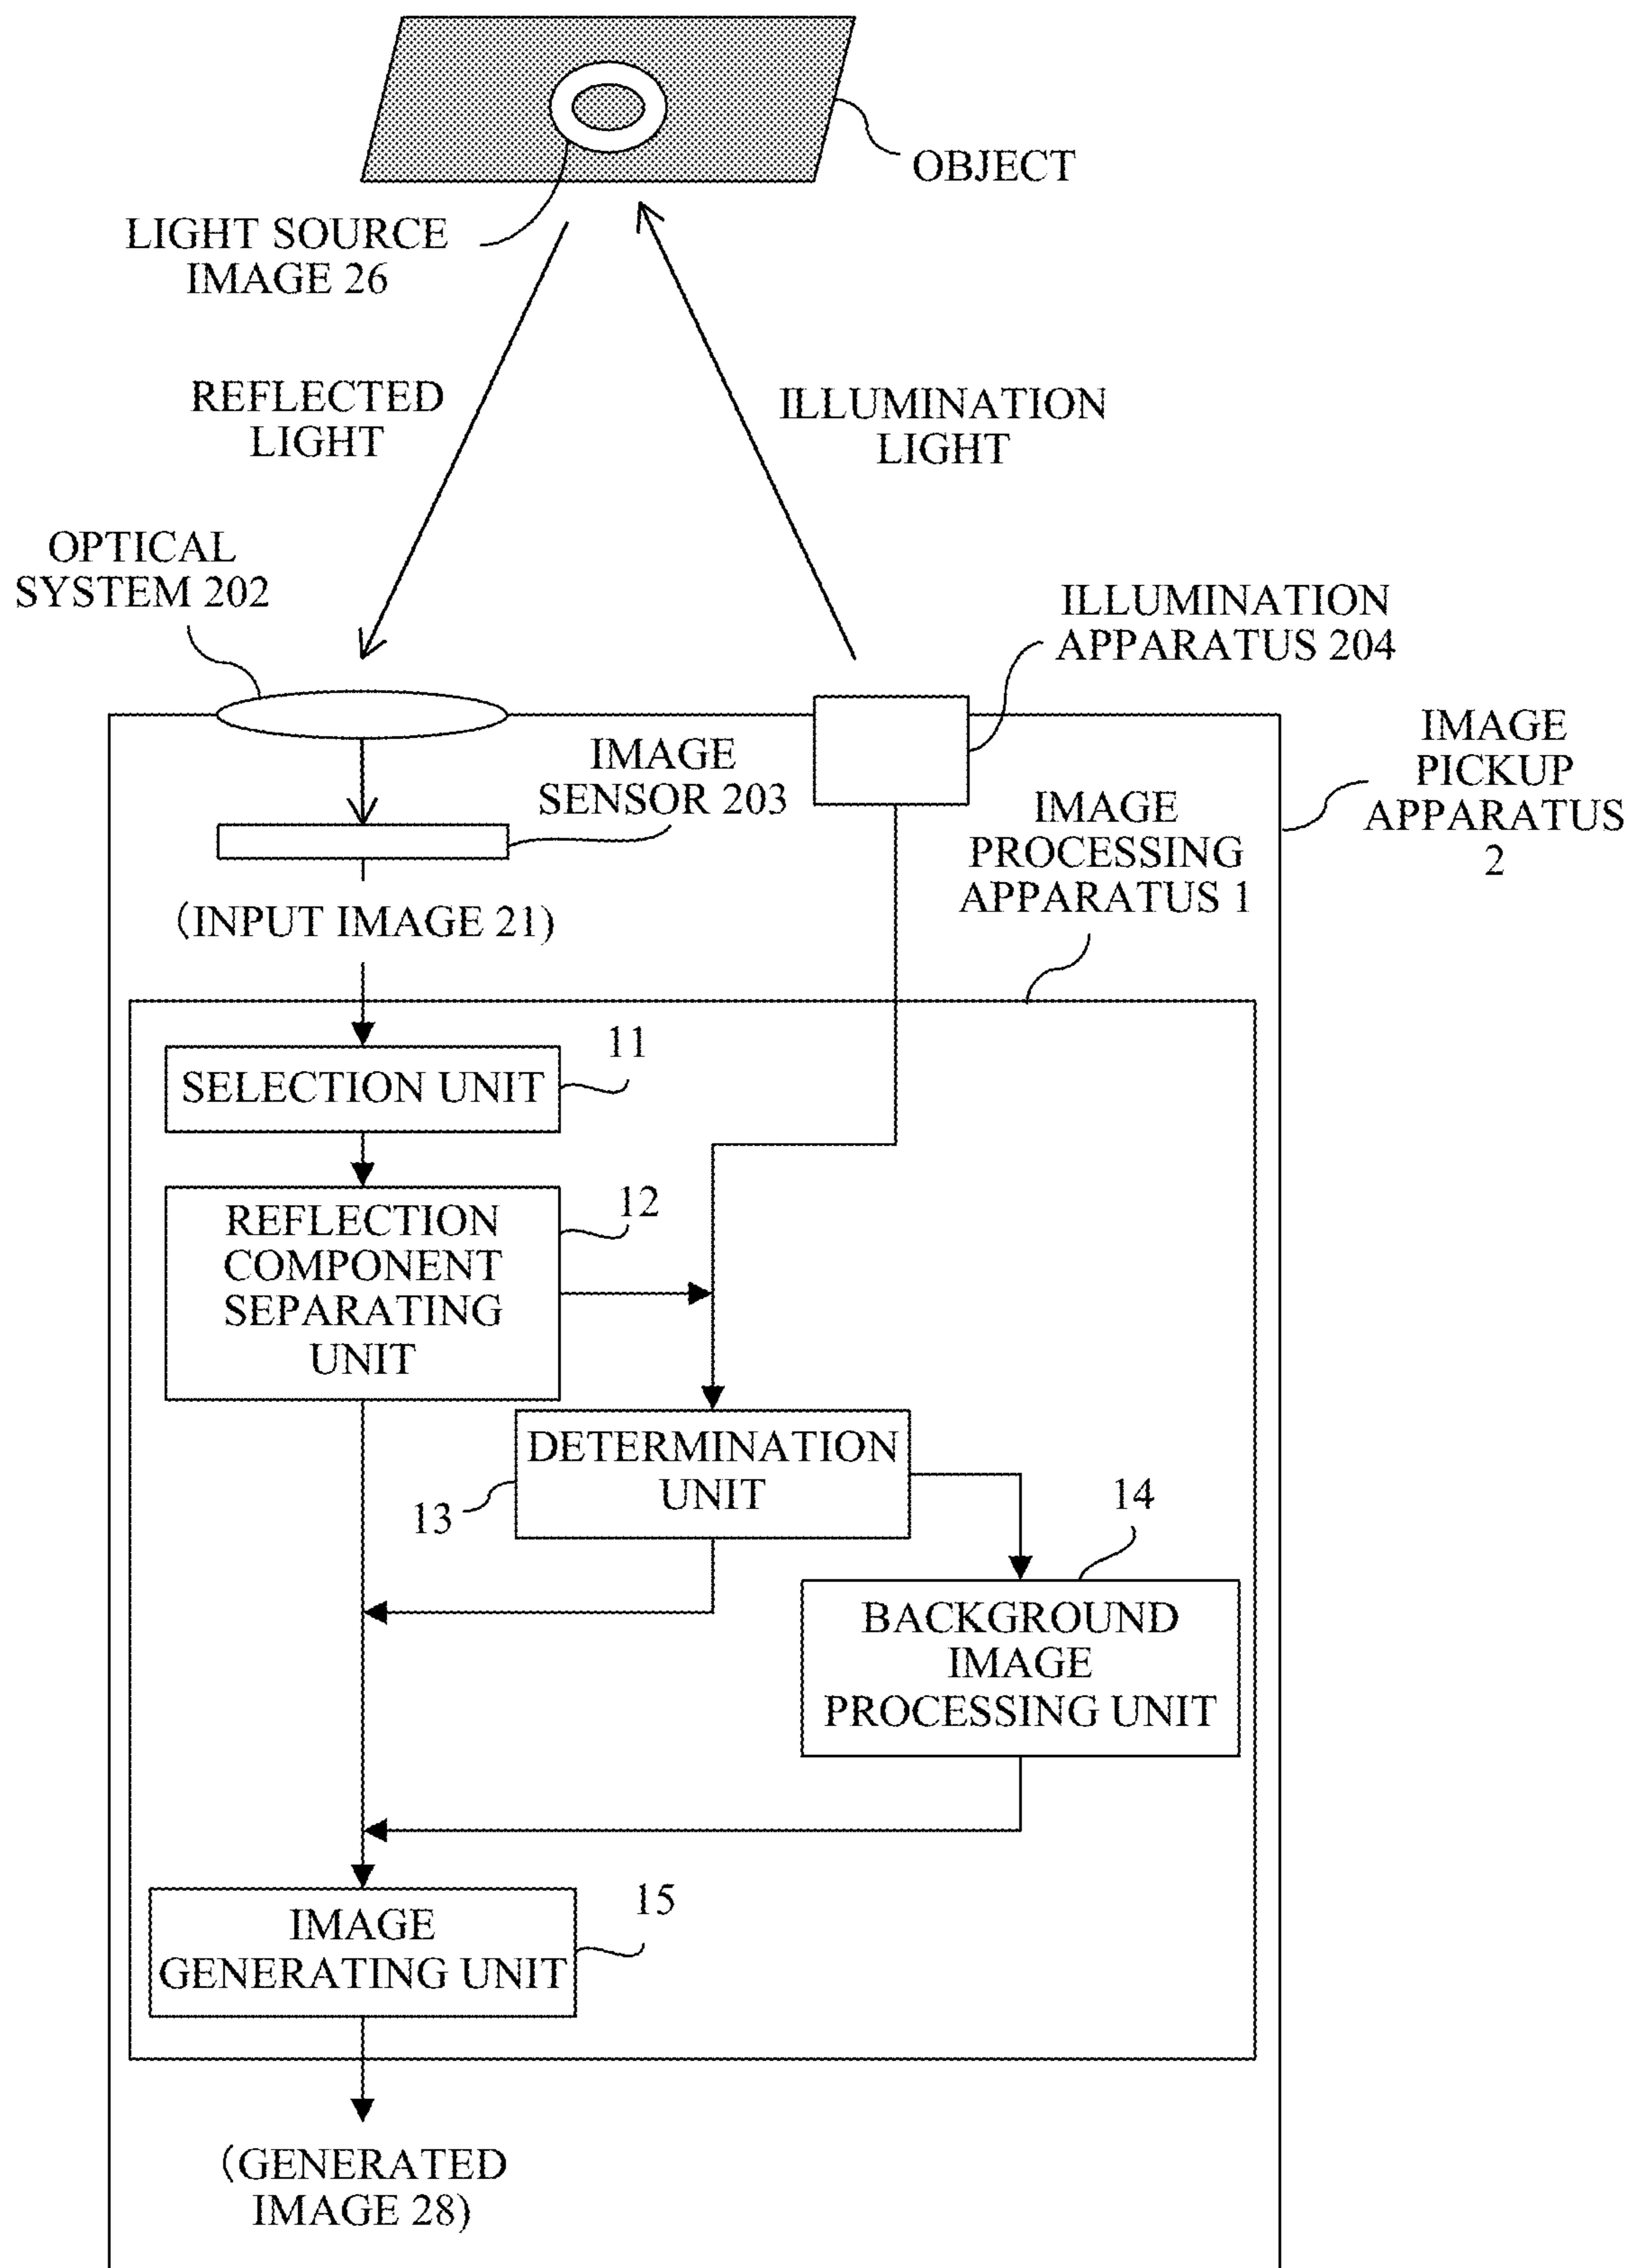 OBJECT
LIGHT SOURCE
IMAGE 26
REFLECTED
LIGHT
ILLUMINATION
LIGHT
OPTICAL
SYSTEM 202
ILLUMINATION
APPARATUS 204
IMAGE
PICKUP
APPARATUS
2
IMAGE
SENSOR 203
IMAGE
PROCESSING
APPARATUS 1
(INPUT IMAGE 21)
11
SELECTION UNIT
12
REFLECTION
COMPONENT
SEPARATING
UNIT
DETERMINATION
UNIT
13
14
BACKGROUND
IMAGE
PROCESSING UNIT
15
IMAGE
GENERATING UNIT
(GENERATED
IMAGE 28)